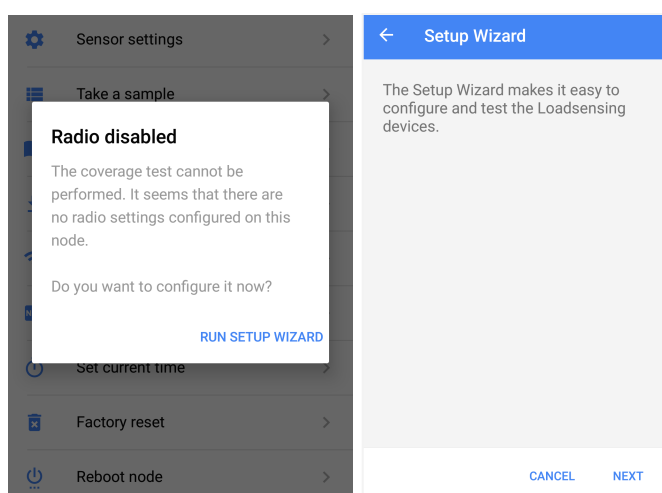 Sensor settings
Take a sample
Radio disabled
The coverage test cannot be
performed. It seems that there are
no radio settings configured on this
node.
Do you want to configure it now?
RUN SETUP WIZARD
Set current time
Factory reset
Reboot node
Setup Wizard
The Setup Wizard makes it easy to
configure and test the Loadsensing
devices.
CANCEL NEXT